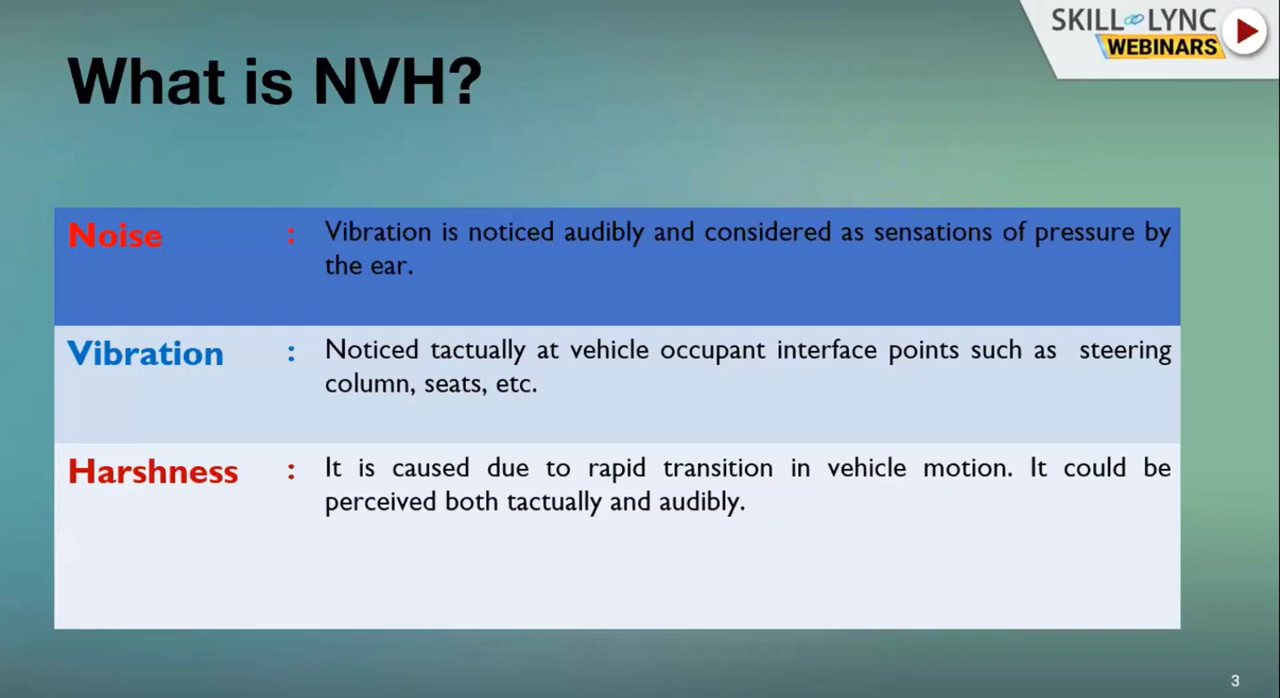 SKILL LYNC
WEBINARS
What is NVH?
Noise : Vibration is noticed audibly and considered as sensations of pressure by
the ear.
Vibration : Noticed tactually at vehicle occupant interface points such as steering
column, seats, etc.
Harshness : It is caused due to rapid transition in vehicle motion. It could be
perceived both tactually and audibly.
3